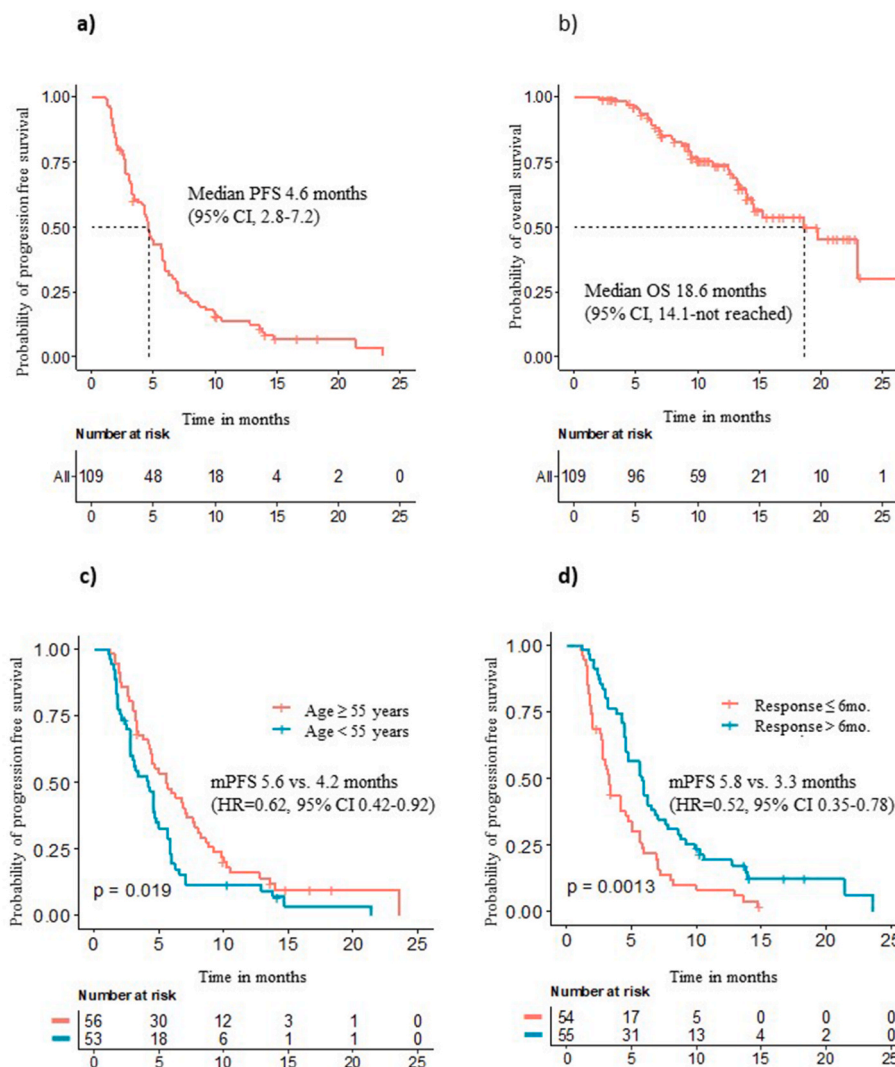 a)
Probability of progression free survival
1.00
0.75
0.50
0.25
0.00
Median PFS 4.6 months
(95% CI, 2.8-7.2)
0 5 10 15 20 25
Time in months
Number at risk
All 109 48 18 4 2 0
0 5 10 15 20 25
b)
Probability of overall survival
1.00
0.75
0.50
0.25
0.00
Median OS 18.6 months
(95% CI, 14.1-not reached)
0 5 10 15 20 25
Time in months
Number at risk
All 109 96 59 21 10 1
0 5 10 15 20 25
c)
Probability of progression free survival
1.00
0.75
0.50
0.25
0.00
Age ≥ 55 years
Age < 55 years
mPFS 5.6 vs. 4.2 months
(HR=0.62, 95% CI 0.42-0.92)
p = 0.019
0 5 10 15 20 25
Time in months
Number at risk
56 30 12 3 1 0
53 18 6 1 1 0
0 5 10 15 20 25
d)
Probability of progression free survival
1.00
0.75
0.50
0.25
0.00
Response ≤ 6mo.
Response > 6mo.
mPFS 5.8 vs. 3.3 months
(HR=0.52, 95% CI 0.35-0.78)
p = 0.0013
0 5 10 15 20 25
Time in months
Number at risk
54 17 5 0 0 0
55 31 13 4 2 0
0 5 10 15 20 25